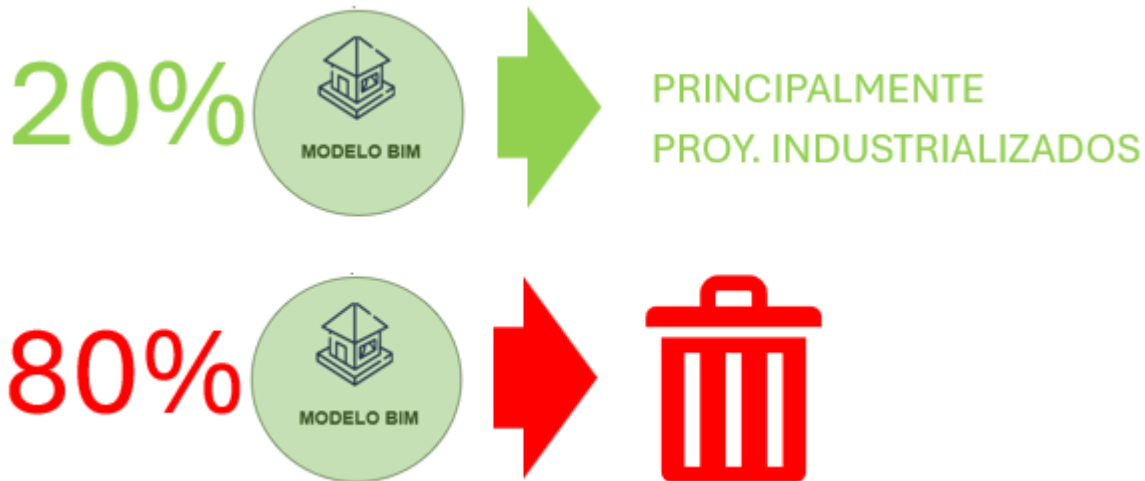 20%
MODELO BIM
PRINCIPALMENTE
PROY. INDUSTRIALIZADOS
80%
MODELO BIM